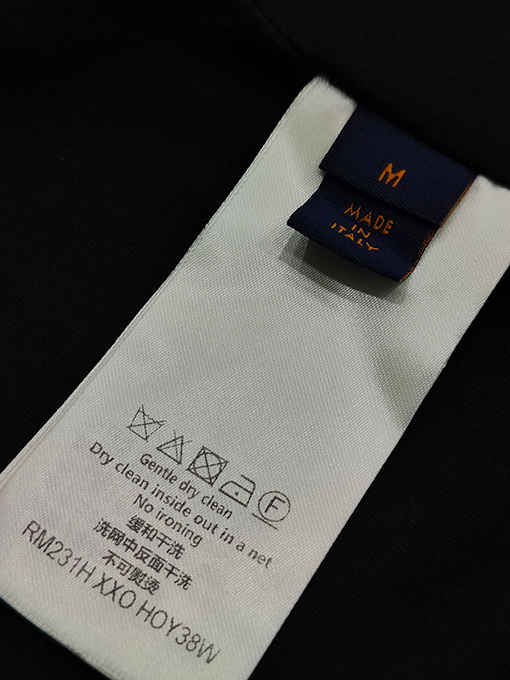 M
MADE
IN
ITALY
F
Gentle dry clean
Dry clean inside out in a net
No ironing
缓和干洗
洗网中反面干洗
不可熨烫
RM231H XXO HOY38W